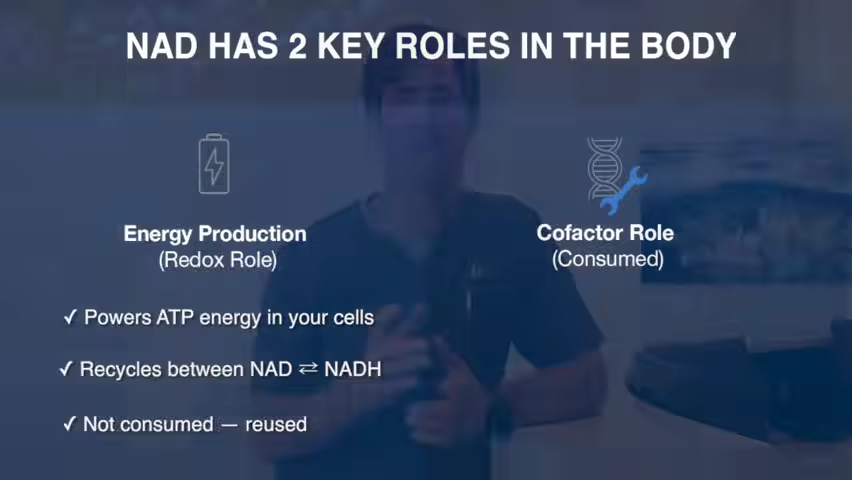 NAD HAS 2 KEY ROLES IN THE BODY
Energy Production
(Redox Role)
✓ Powers ATP energy in your cells
✓ Recycles between NAD ⇄ NADH
✓ Not consumed — reused
Cofactor Role
(Consumed)